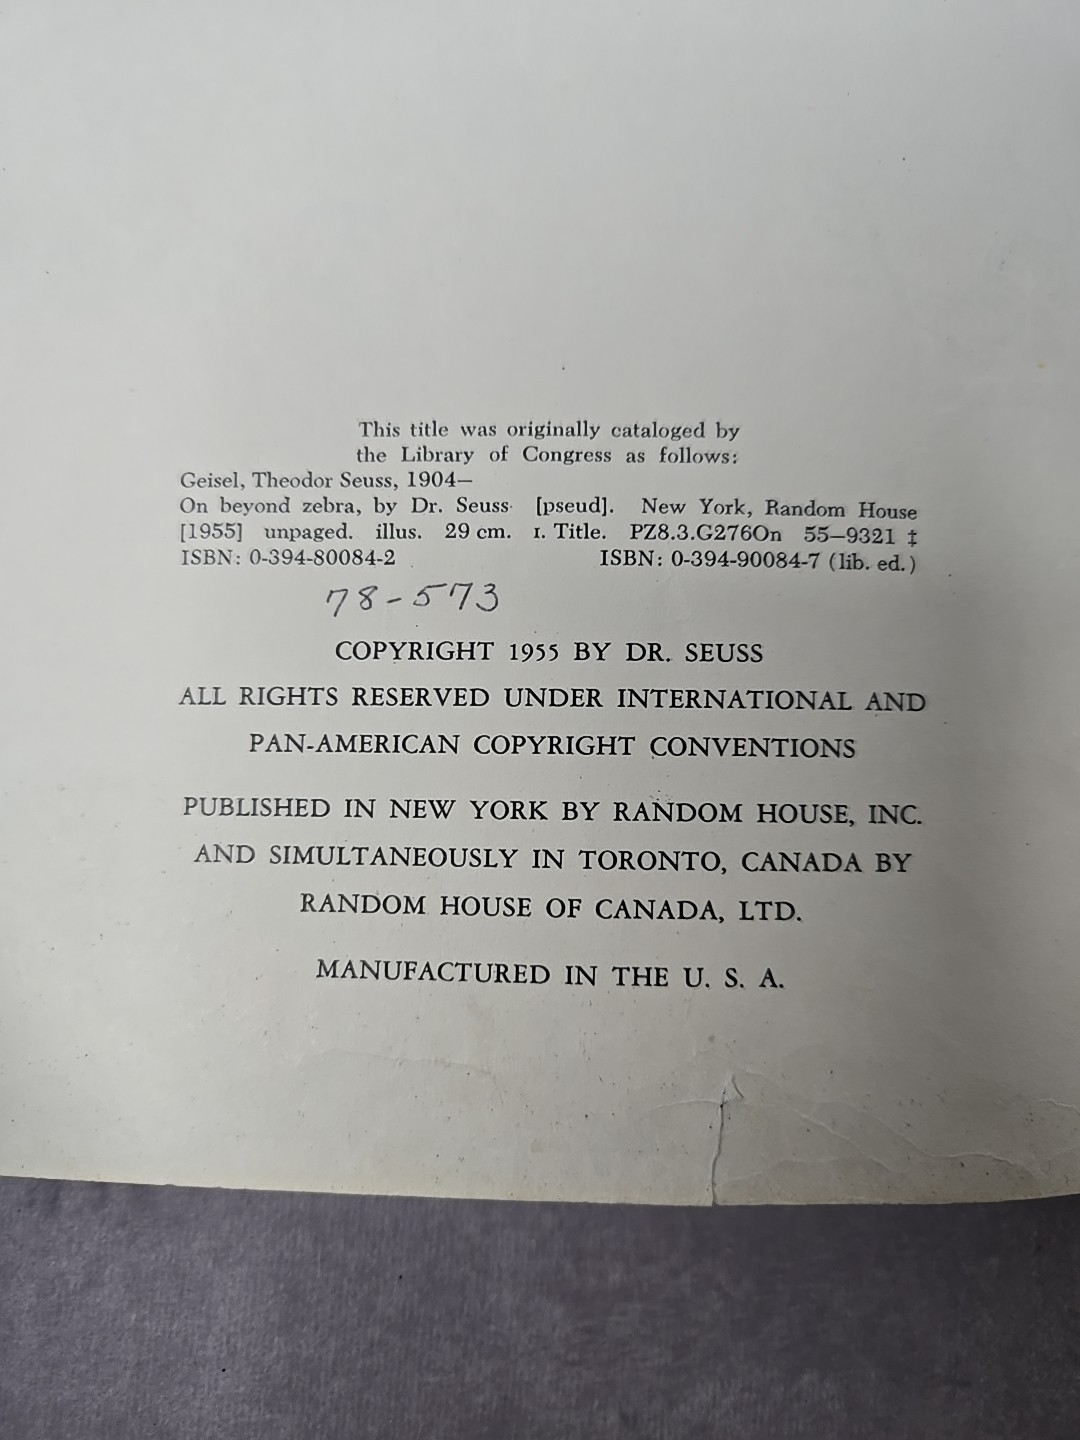 This title was originally cataloged by
the Library of Congress as follows:
Geisel, Theodor Seuss, 1904–
On beyond zebra, by Dr. Seuss [pseud]. New York, Random House
[1955] unpaged. illus. 29 cm. I. Title. PZ8.3.G276On 55–9321 ‡
ISBN: 0-394-80084-2 ISBN: 0-394-90084-7 (lib. ed.)
78-573
COPYRIGHT 1955 BY DR. SEUSS
ALL RIGHTS RESERVED UNDER INTERNATIONAL AND
PAN-AMERICAN COPYRIGHT CONVENTIONS
PUBLISHED IN NEW YORK BY RANDOM HOUSE, INC.
AND SIMULTANEOUSLY IN TORONTO, CANADA BY
RANDOM HOUSE OF CANADA, LTD.
MANUFACTURED IN THE U. S. A.